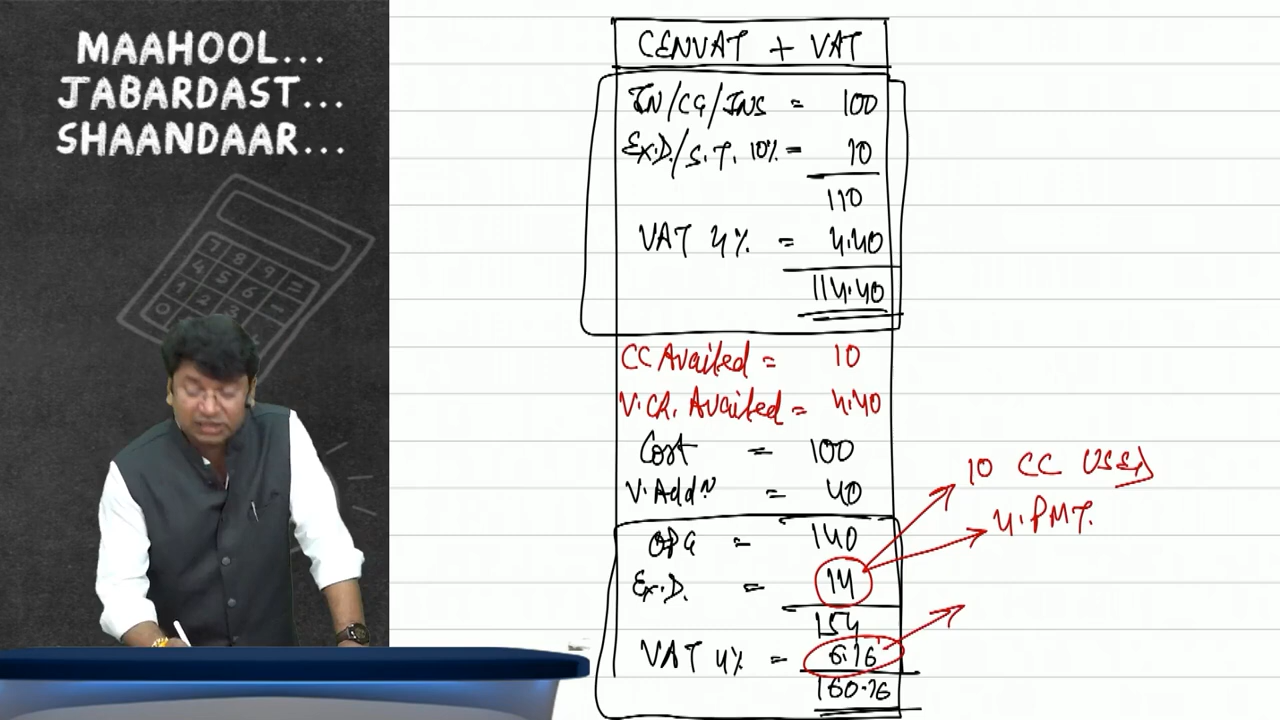 MAAHOOL...
JABARDAST...
SHAANDAAR...
CENVAT + VAT
IN/CG/INS = 100
EX.D./S.T. 10% = 10
110
VAT 4% = 4.40
114.40
CC Availed = 10
V.CR. Availed = 4.40
Cost = 100
V.Addn = 40
OPG = 140
Ex.D. = 14
154
VAT 4% = 6.16
160.16
10 CC USED
4. PMT.